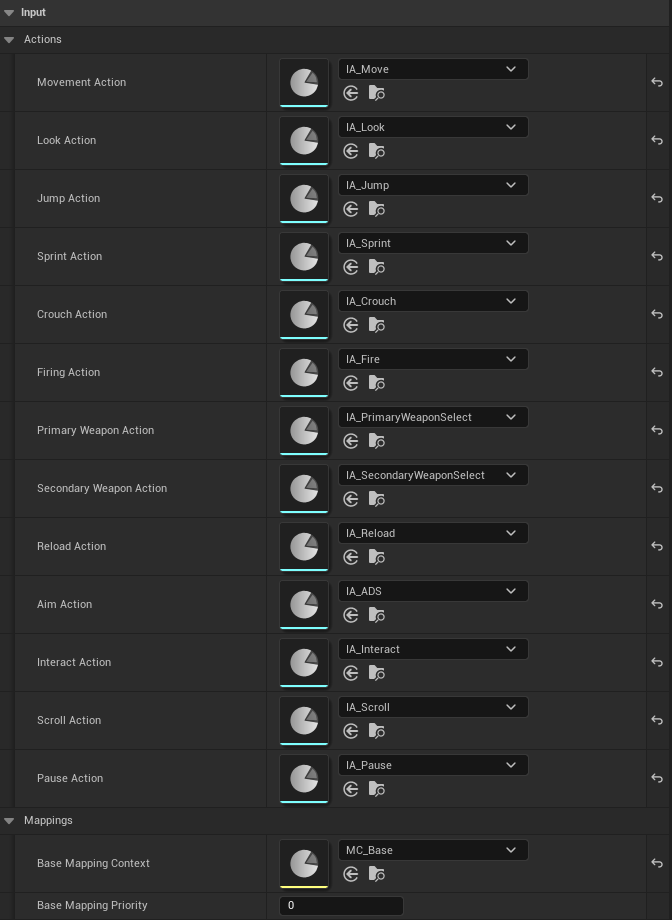 Input
Actions
Movement Action
IA_Move
Look Action
IA_Look
Jump Action
IA_Jump
Sprint Action
IA_Sprint
Crouch Action
IA_Crouch
Firing Action
IA_Fire
Primary Weapon Action
IA_PrimaryWeaponSelect
Secondary Weapon Action
IA_SecondaryWeaponSelect
Reload Action
IA_Reload
Aim Action
IA_ADS
Interact Action
IA_Interact
Scroll Action
IA_Scroll
Pause Action
IA_Pause
Mappings
Base Mapping Context
MC_Base
Base Mapping Priority
0